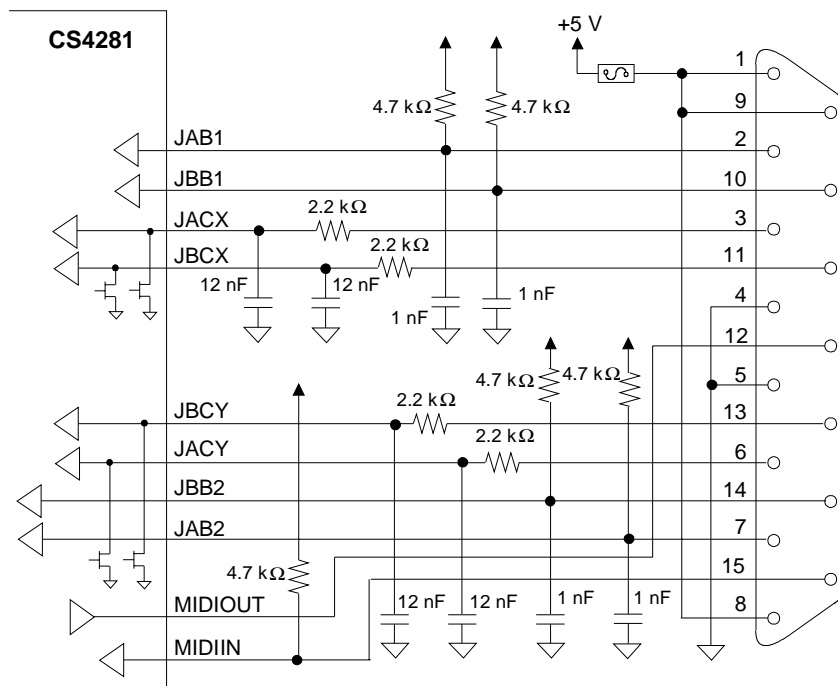 CS4281
+5 V
1
4.7 kΩ
4.7 kΩ
9
JAB1
2
JBB1
10
2.2 kΩ
JACX
3
2.2 kΩ
JBCX
11
12 nF
12 nF
1 nF
1 nF
4
12
4.7 kΩ
4.7 kΩ
5
2.2 kΩ
JBCY
13
2.2 kΩ
JACY
6
JBB2
14
JAB2
7
4.7 kΩ
15
MIDIOUT
12 nF
12 nF
1 nF
1 nF
8
MIDIIN